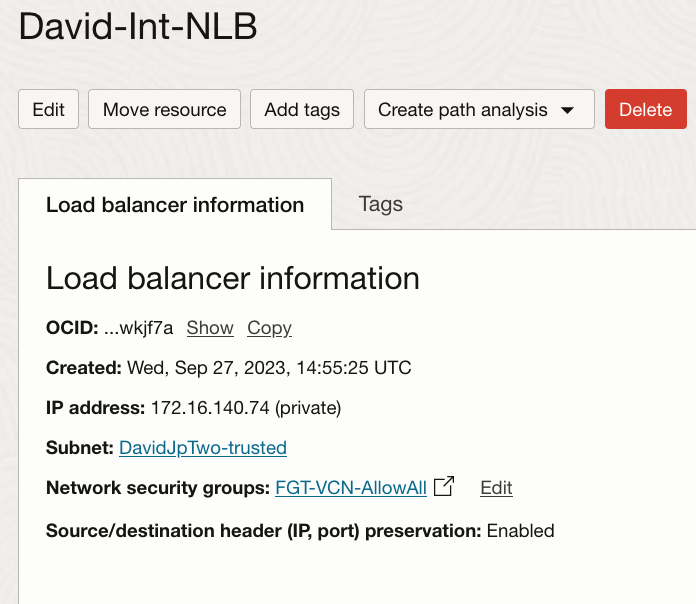 David-Int-NLB
Edit Move resource Add tags Create path analysis Delete
Load balancer information Tags
Load balancer information
OCID: ...wkjf7a Show Copy
Created: Wed, Sep 27, 2023, 14:55:25 UTC
IP address: 172.16.140.74 (private)
Subnet: DavidJpTwo-trusted
Network security groups: FGT-VCN-AllowAll Edit
Source/destination header (IP, port) preservation: Enabled